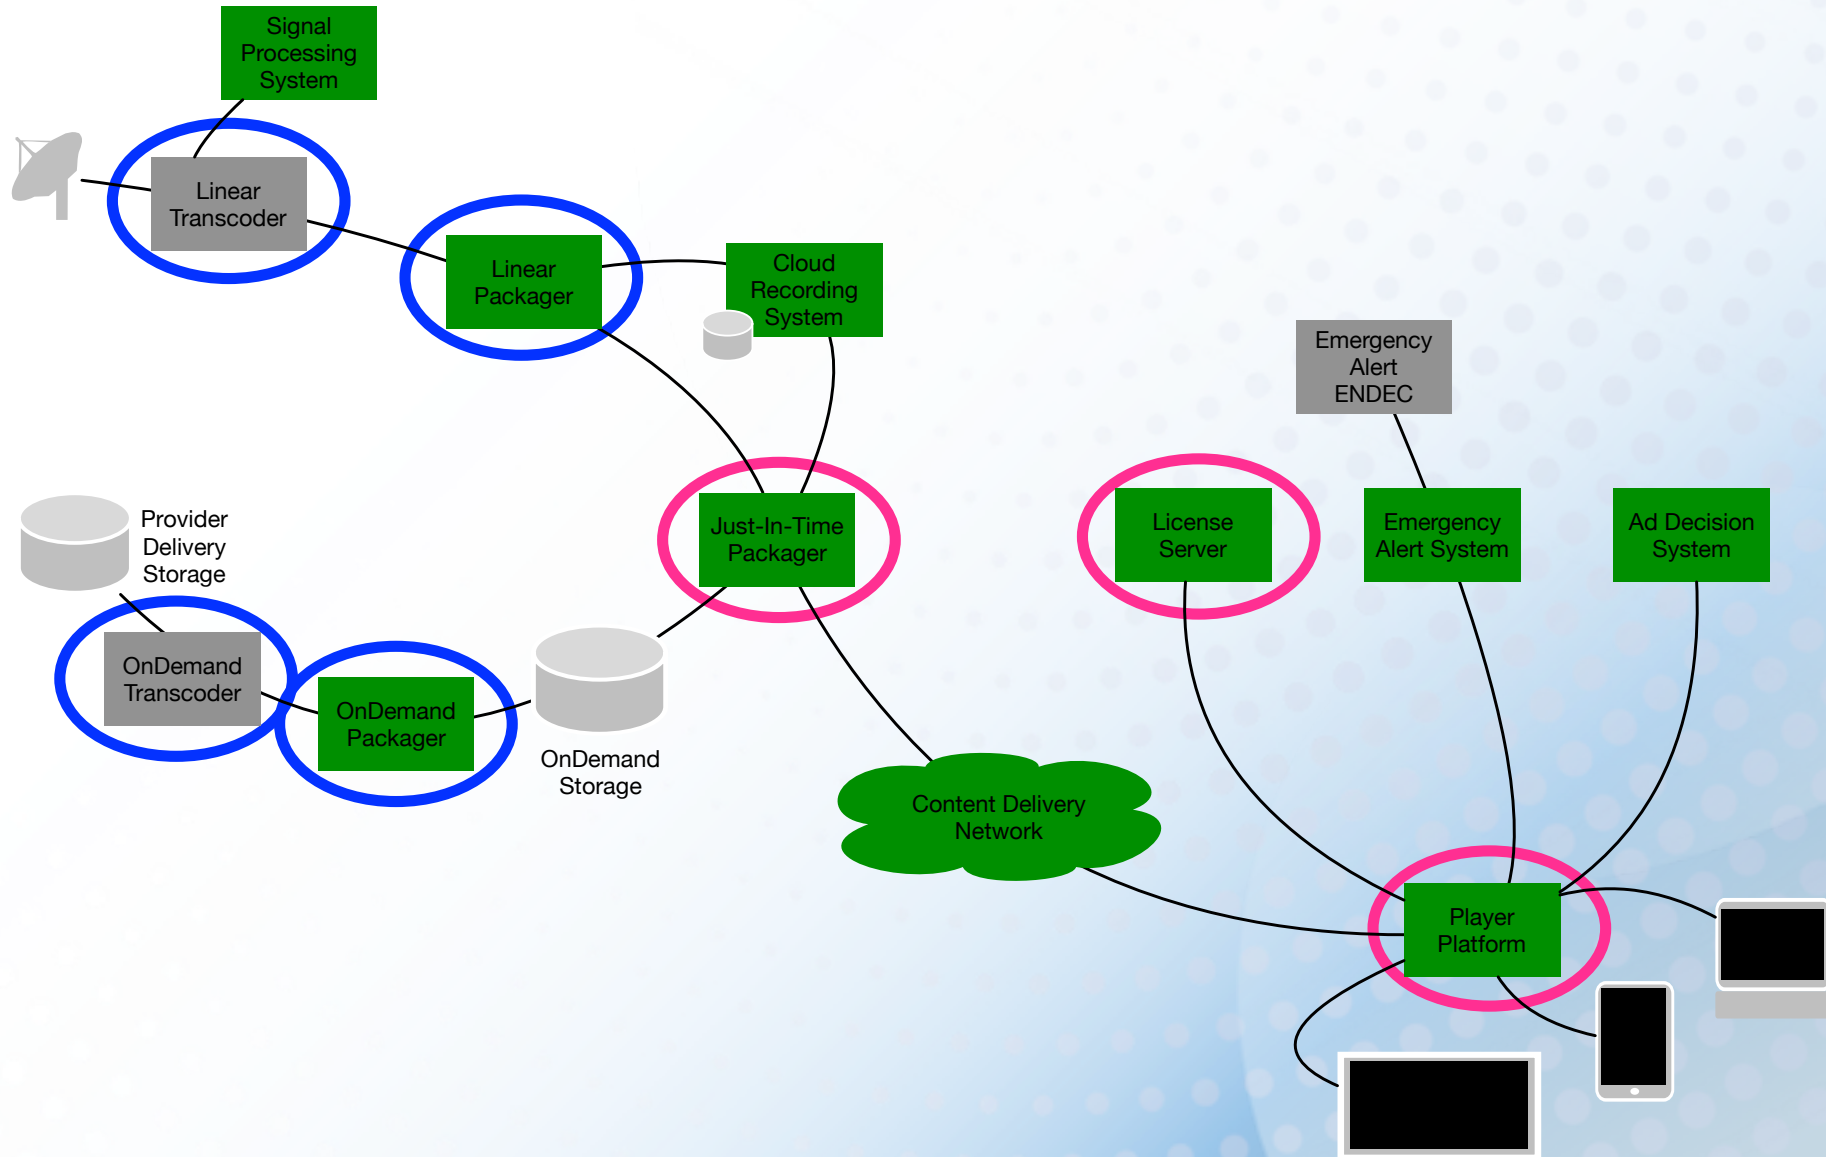 Signal
Processing
System
Linear
Transcoder
Linear
Packager
Cloud
Recording
System
Emergency
Alert
ENDEC
Provider
Delivery
Storage
Just-In-Time
Packager
License
Server
Emergency
Alert System
Ad Decision
System
OnDemand
Transcoder
OnDemand
Packager
OnDemand
Storage
Content Delivery
Network
Player
Platform